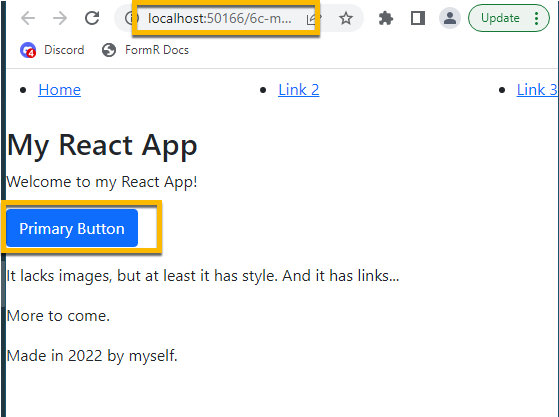 localhost:50166/6c-m...
Update
4
Discord
FormR Docs
Home
Link 2
Link 3
My React App
Welcome to my React App!
Primary Button
It lacks images, but at least it has style. And it has links...
More to come.
Made in 2022 by myself.